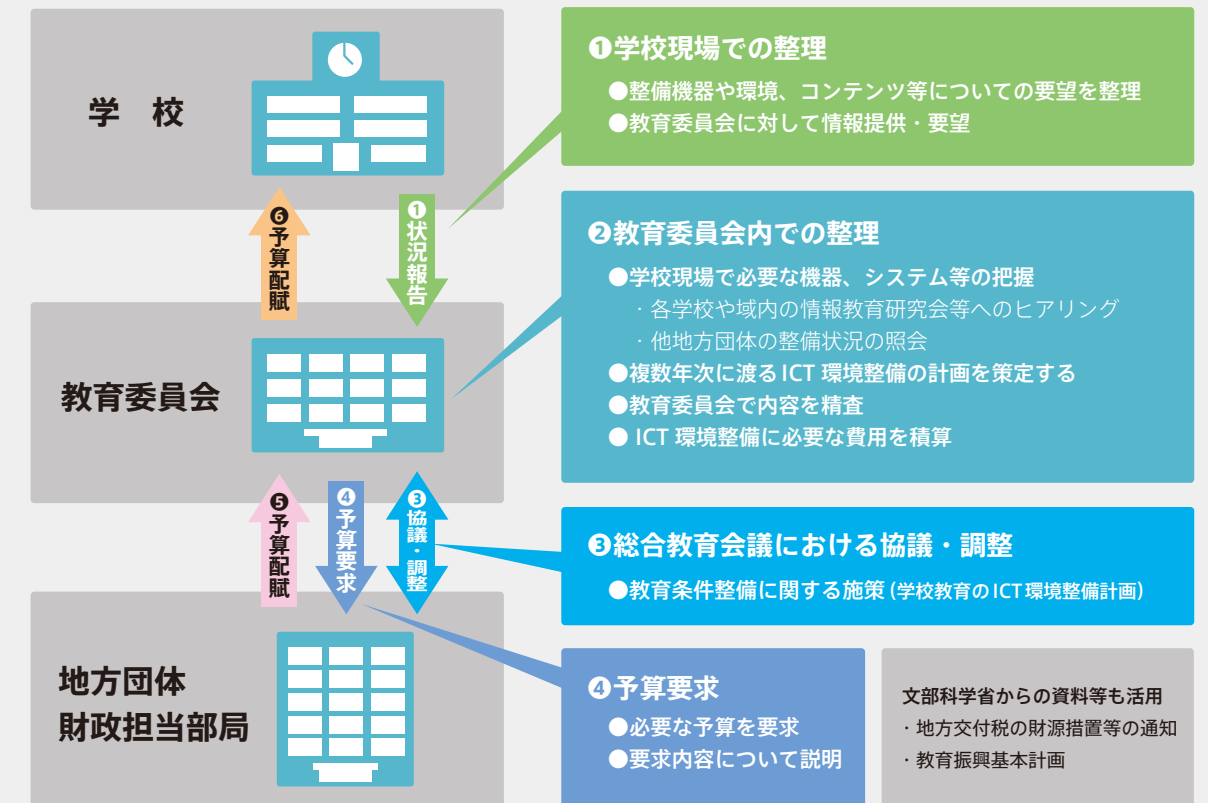 学 校
❻予算配賦
❶状況報告
教育委員会
❺予算配賦
❹予算要求
❸協議・調整
地方団体
財政担当部局
❶学校現場での整理
●整備機器や環境、コンテンツ等についての要望を整理
●教育委員会に対して情報提供・要望
❷教育委員会内での整理
●学校現場で必要な機器、システム等の把握
・各学校や域内の情報教育研究会等へのヒアリング
・他地方団体の整備状況の照会
●複数年次に渡るICT 環境整備の計画を策定する
●教育委員会で内容を精査
● ICT 環境整備に必要な費用を積算
❸総合教育会議における協議・調整
●教育条件整備に関する施策(学校教育のICT環境整備計画)
❹予算要求
●必要な予算を要求
●要求内容について説明
文部科学省からの資料等も活用
・地方交付税の財源措置等の通知
・教育振興基本計画